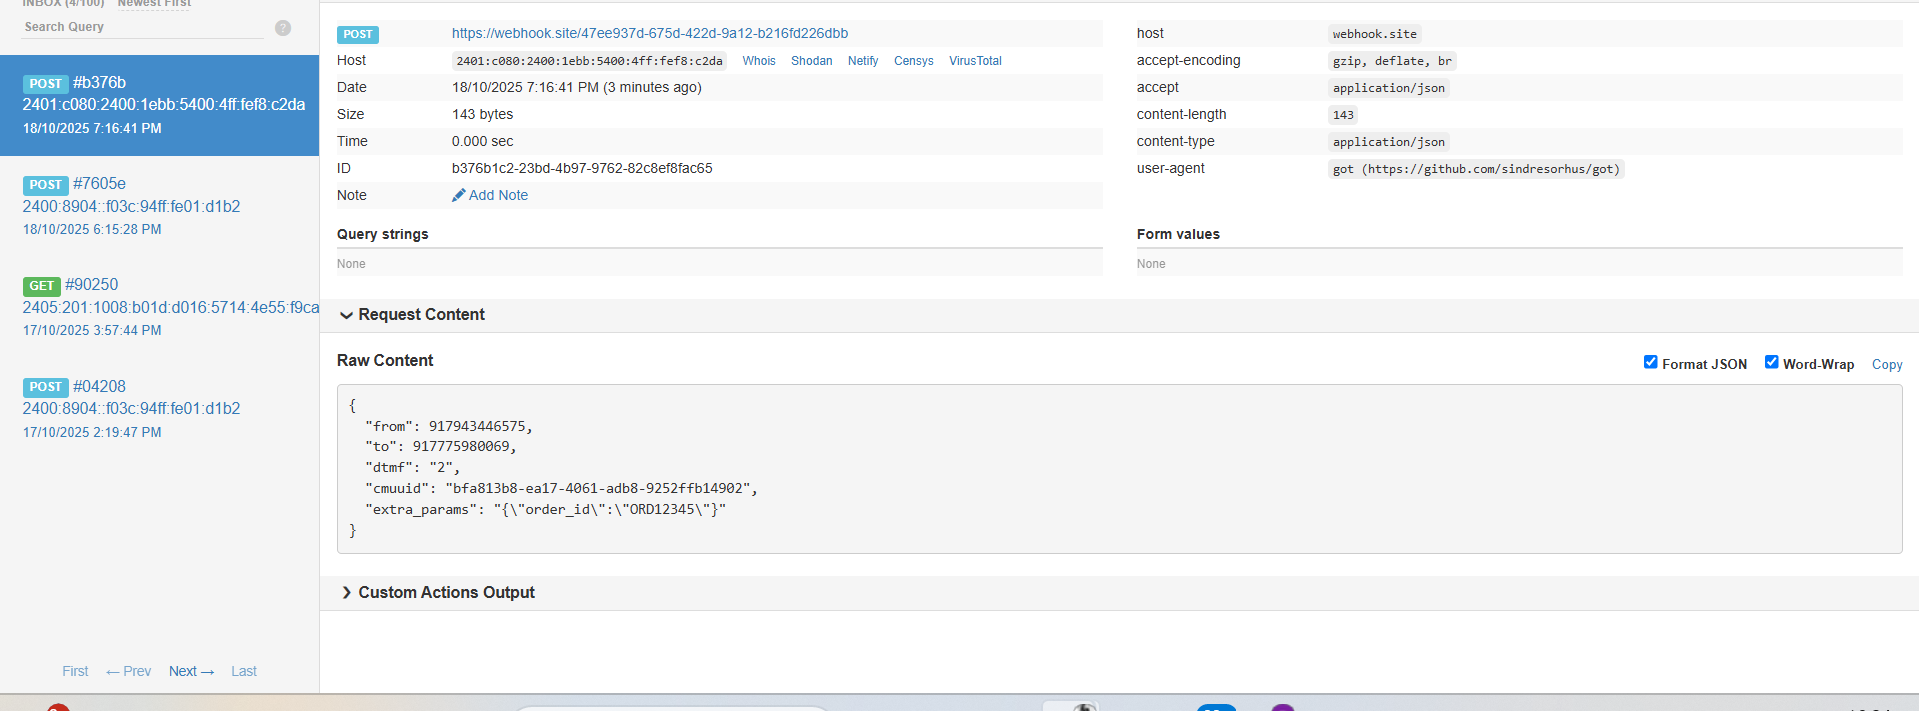 INBOX (4/100) Newest First
Search Query ?
POST #b376b
2401:c080:2400:1ebb:5400:4ff:fef8:c2da
18/10/2025 7:16:41 PM
POST #7605e
2400:8904::f03c:94ff:fe01:d1b2
18/10/2025 6:15:28 PM
GET #90250
2405:201:1008:b01d:d016:5714:4e55:f9ca
17/10/2025 3:57:44 PM
POST #04208
2400:8904::f03c:94ff:fe01:d1b2
17/10/2025 2:19:47 PM
First ← Prev Next → Last
POST https://webhook.site/47ee937d-675d-422d-9a12-b216fd226dbb
Host 2401:c080:2400:1ebb:5400:4ff:fef8:c2da Whois Shodan Netify Censys VirusTotal
Date 18/10/2025 7:16:41 PM (3 minutes ago)
Size 143 bytes
Time 0.000 sec
ID b376b1c2-23bd-4b97-9762-82c8ef8fac65
Note Add Note
host webhook.site
accept-encoding gzip, deflate, br
accept application/json
content-length 143
content-type application/json
user-agent got (https://github.com/sindresorhus/got)
Query strings
None
Form values
None
Request Content
Raw Content
Format JSON Word-Wrap Copy
{
"from": 917943446575,
"to": 917775980069,
"dtmf": "2",
"cmuuid": "bfa813b8-ea17-4061-adb8-9252ffb14902",
"extra_params": "{\"order_id\":\"ORD12345\"}"
}
Custom Actions Output